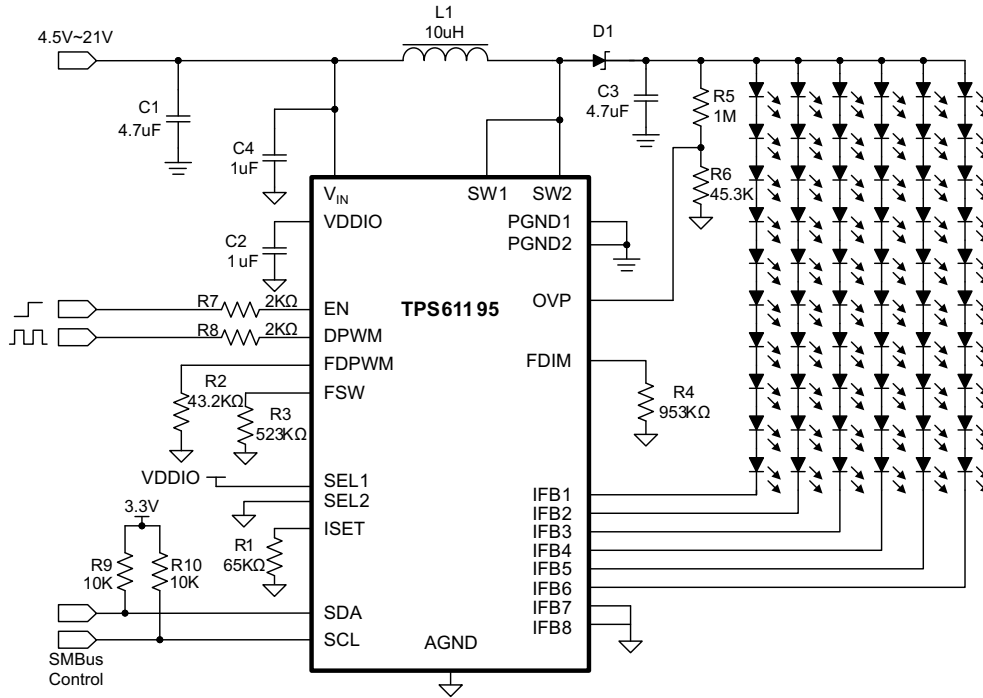 L1
10uH
4.5V~21V
D1
C1
4.7uF
C3
4.7uF
R5
1M
C4
1uF
R6
45.3K
VIN
SW1
SW2
VDDIO
PGND1
PGND2
C2
1uF
R7
2KΩ
EN
TPS61195
OVP
R8
2KΩ
DPWM
FDPWM
FDIM
R2
43.2KΩ
FSW
R3
523KΩ
R4
953KΩ
VDDIO
SEL1
SEL2
3.3V
ISET
R9
10K
R10
10K
R1
65KΩ
IFB1
IFB2
IFB3
IFB4
IFB5
IFB6
IFB7
IFB8
SDA
SCL
AGND
SMBus
Control